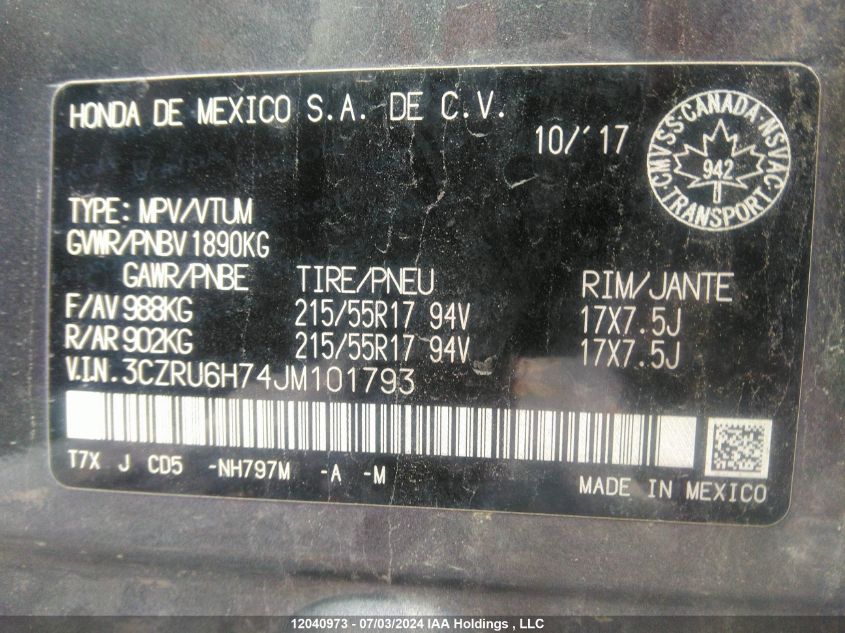 HONDA DE MEXICO S.A. DE C.V.
10/'17
CMVSS·CANADA·NSVAC
942
TRANSPORT
TYPE: MPV/VTUM
GVWR/PNBV 1890KG
GAWR/PNBE TIRE/PNEU RIM/JANTE
F/AV 988KG 215/55R17 94V 17X7.5J
R/AR 902KG 215/55R17 94V 17X7.5J
V.I.N. 3CZRU6H74JM101793
T7X J CD5 -NH797M -A -M
MADE IN MEXICO
12040973 - 07/03/2024 IAA Holdings , LLC